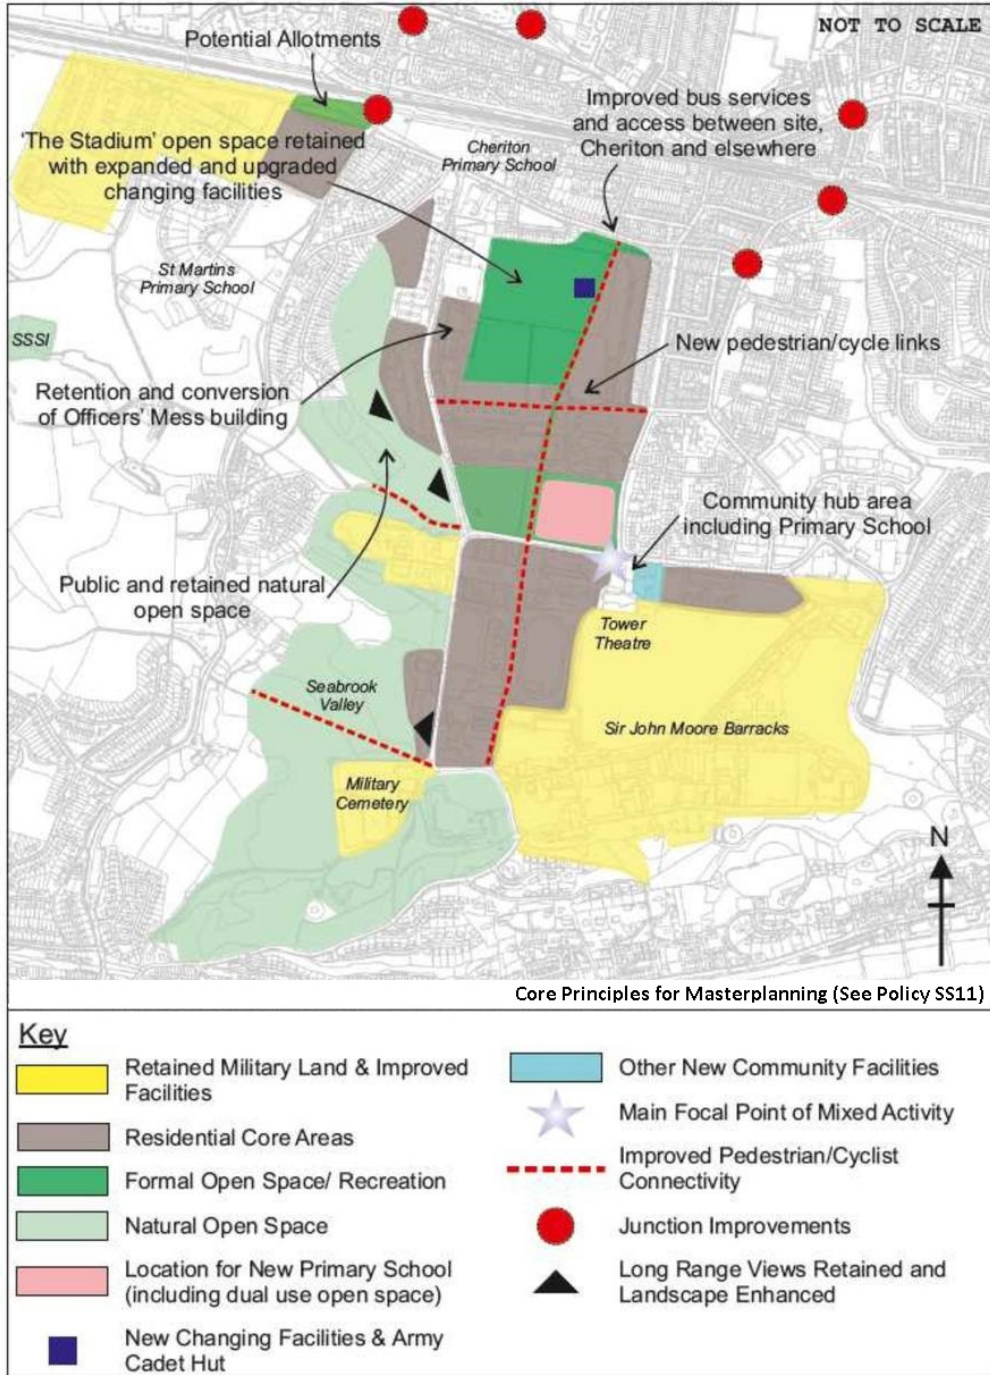 NOT TO SCALE
Potential Allotments
Improved bus services
and access between site,
Cheriton and elsewhere
'The Stadium' open space retained
with expanded and upgraded
changing facilities
Cheriton
Primary School
St Martins
Primary School
SSSI
New pedestrian/cycle links
Retention and conversion
of Officers' Mess building
Community hub area
including Primary School
Public and retained natural
open space
Tower
Theatre
Seabrook
Valley
Sir John Moore Barracks
Military
Cemetery
N
Core Principles for Masterplanning (See Policy SS11)
Key
Retained Military Land & Improved
Facilities
Residential Core Areas
Formal Open Space/ Recreation
Natural Open Space
Location for New Primary School
(including dual use open space)
New Changing Facilities & Army
Cadet Hut
Other New Community Facilities
Main Focal Point of Mixed Activity
Improved Pedestrian/Cyclist
Connectivity
Junction Improvements
Long Range Views Retained and
Landscape Enhanced